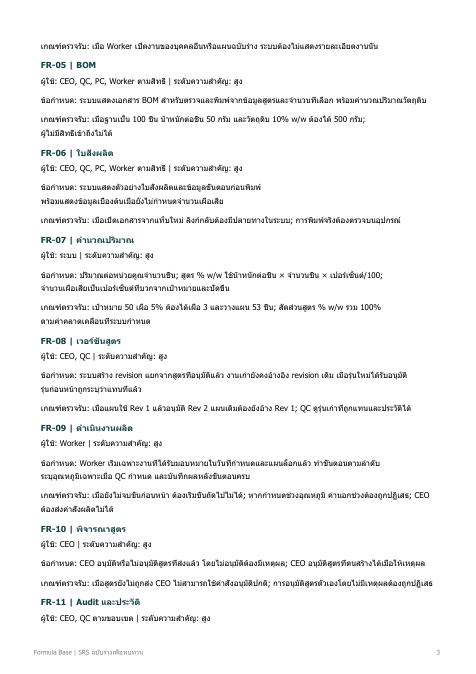 เกณฑ์ตรวจรับ: เมื่อ Worker เปิดงานของบุคคลอื่นหรือแผนฉบับร่าง ระบบต้องไม่แสดงรายละเอียดงานนั้น
FR-05 | BOM
ผู้ใช้: CEO, QC, PC, Worker ตามสิทธิ์ | ระดับความสำคัญ: สูง
ข้อกำหนด: ระบบแสดงเอกสาร BOM สำหรับตรวจและพิมพ์จากข้อมูลสูตรและจำนวนที่เลือก พร้อมคำนวณปริมาณวัตถุดิบ
เกณฑ์ตรวจรับ: เมื่อฐานเป็น 100 ชิ้น น้ำหนักต่อชิ้น 50 กรัม และวัตถุดิบ 10% w/w ต้องได้ 500 กรัม;
ผู้ไม่มีสิทธิ์เข้าถึงไม่ได้
FR-06 | ใบสั่งผลิต
ผู้ใช้: CEO, QC, PC, Worker ตามสิทธิ์ | ระดับความสำคัญ: สูง
ข้อกำหนด: ระบบแสดงตัวอย่างใบสั่งผลิตและข้อมูลขั้นตอนก่อนพิมพ์
พร้อมแสดงข้อมูลเบื้องต้นเมื่อยังไม่กำหนดจำนวนเผื่อเสีย
เกณฑ์ตรวจรับ: เมื่อเปิดเอกสารจากแท็บใหม่ ลิงก์กลับต้องมีปลายทางในระบบ; การพิมพ์จริงต้องตรวจบนอุปกรณ์
FR-07 | คำนวณปริมาณ
ผู้ใช้: ระบบ | ระดับความสำคัญ: สูง
ข้อกำหนด: ปริมาณต่อหน่วยคูณจำนวนชิ้น; สูตร % w/w ใช้น้ำหนักต่อชิ้น × จำนวนชิ้น × เปอร์เซ็นต์/100;
จำนวนเผื่อเสียเป็นเปอร์เซ็นต์ที่บวกจากเป้าหมายและปัดขึ้น
เกณฑ์ตรวจรับ: เป้าหมาย 50 เผื่อ 5% ต้องได้เผื่อ 3 และวางแผน 53 ชิ้น; สัดส่วนสูตร % w/w รวม 100%
ตามค่าคลาดเคลื่อนที่ระบบกำหนด
FR-08 | เวอร์ชันสูตร
ผู้ใช้: CEO, QC | ระดับความสำคัญ: สูง
ข้อกำหนด: ระบบสร้าง revision แยกจากสูตรที่อนุมัติแล้ว งานเก่ายังคงอ้างอิง revision เดิม เมื่อรุ่นใหม่ได้รับอนุมัติ
รุ่นก่อนหน้าถูกระบุว่าแทนที่แล้ว
เกณฑ์ตรวจรับ: เมื่อแผนใช้ Rev 1 แล้วอนุมัติ Rev 2 แผนเดิมต้องยังอ้าง Rev 1; QC ดูรุ่นเก่าที่ถูกแทนและประวัติได้
FR-09 | ดำเนินงานผลิต
ผู้ใช้: Worker | ระดับความสำคัญ: สูง
ข้อกำหนด: Worker เริ่มเฉพาะงานที่ได้รับมอบหมายในวันที่กำหนดและแผนล็อกแล้ว ทำขั้นตอนตามลำดับ
ระบุอุณหภูมิเฉพาะเมื่อ QC กำหนด และบันทึกผลหลังขั้นตอนครบ
เกณฑ์ตรวจรับ: เมื่อยังไม่จบขั้นก่อนหน้า ต้องเริ่มขั้นถัดไปไม่ได้; หากกำหนดช่วงอุณหภูมิ ค่านอกช่วงต้องถูกปฏิเสธ; CEO
ต้องส่งคำสั่งผลิตไม่ได้
FR-10 | พิจารณาสูตร
ผู้ใช้: CEO | ระดับความสำคัญ: สูง
ข้อกำหนด: CEO อนุมัติหรือไม่อนุมัติสูตรที่ส่งแล้ว โดยไม่อนุมัติต้องมีเหตุผล; CEO อนุมัติสูตรที่ตนสร้างได้เมื่อให้เหตุผล
เกณฑ์ตรวจรับ: เมื่อสูตรยังไม่ถูกส่ง CEO ไม่สามารถใช้คำสั่งอนุมัติปกติ; การอนุมัติสูตรตัวเองโดยไม่มีเหตุผลต้องถูกปฏิเสธ
FR-11 | Audit และประวัติ
ผู้ใช้: CEO, QC ตามขอบเขต | ระดับความสำคัญ: สูง
Formula Base | SRS ฉบับร่างเพื่อทบทวน
3